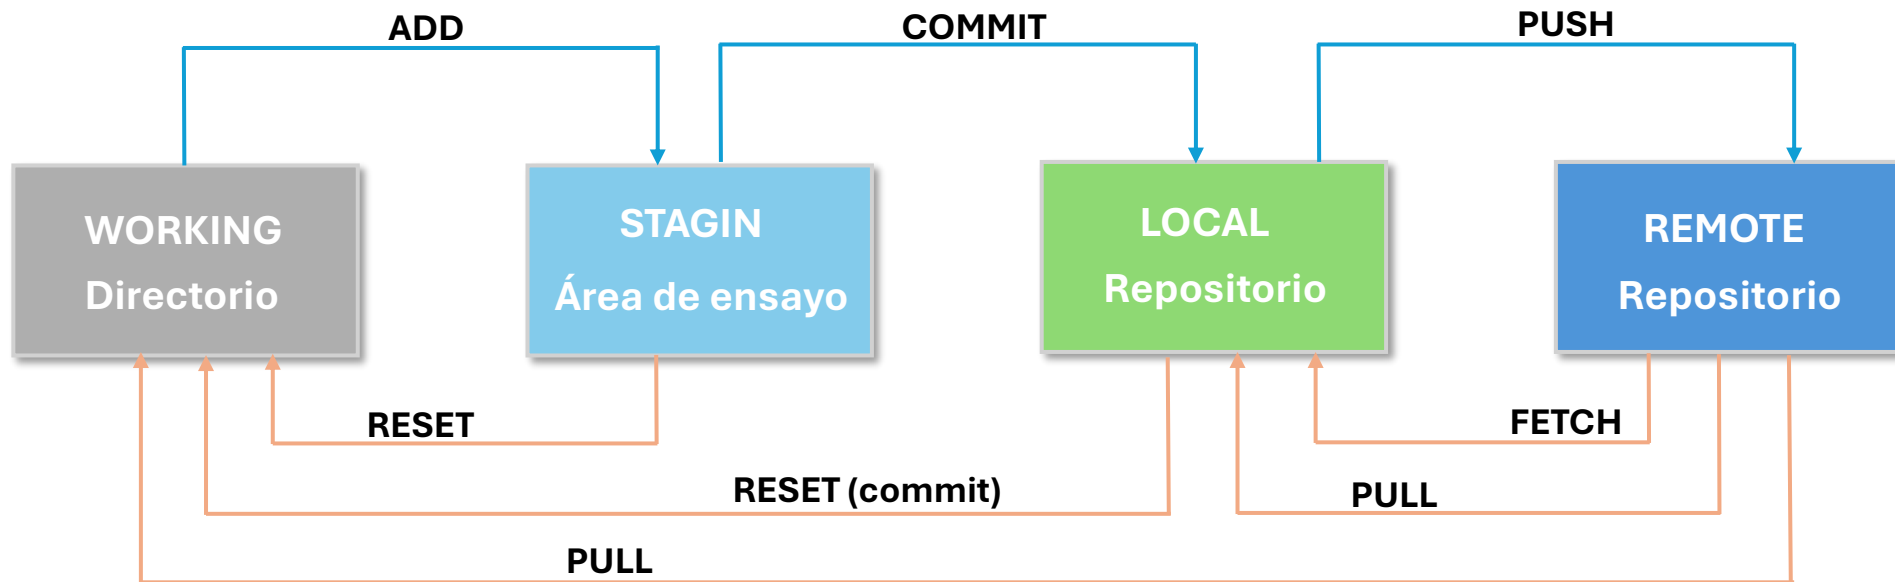 ADD
COMMIT
PUSH
WORKING
Directorio
STAGIN
Área de ensayo
LOCAL
Repositorio
REMOTE
Repositorio
RESET
FETCH
RESET (commit)
PULL
PULL